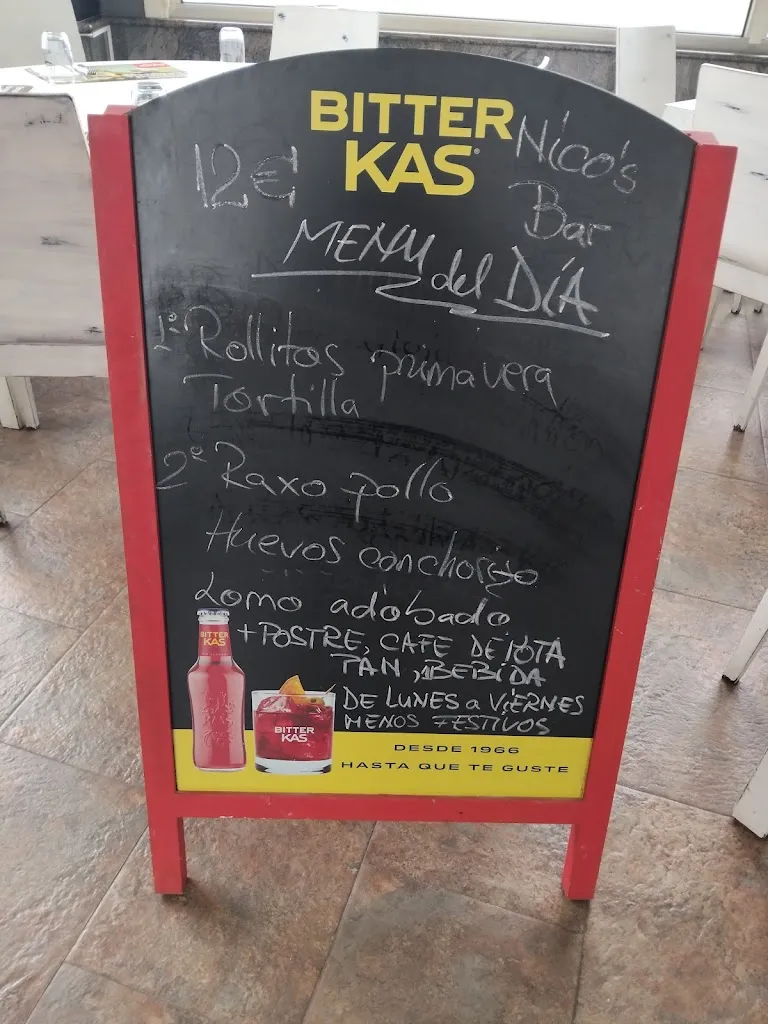 BITTER
KAS
12€
Nico's
Bar
MENU del DÍA
1º Rollitos primavera
Tortilla
2º Raxo pollo
Huevos conchorizo
Lomo adobado
+ POSTRE, CAFE DE POTA
PAN, 1 BEBIDA
DE LUNES a VIERNES
MENOS FESTIVOS
BITTER
KAS
BITTER
KAS
DESDE 1966
HASTA QUE TE GUSTE